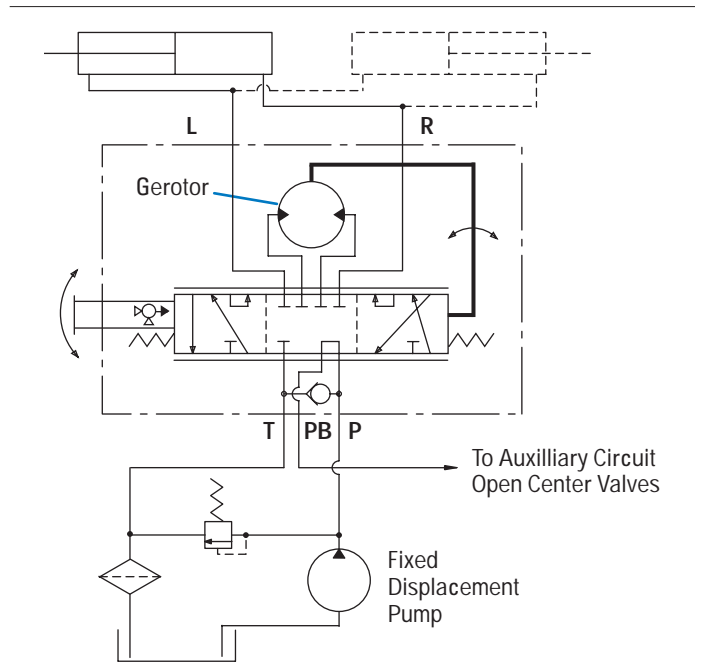 L
R
Gerotor
T
PB
P
To Auxilliary Circuit
Open Center Valves
Fixed
Displacement
Pump